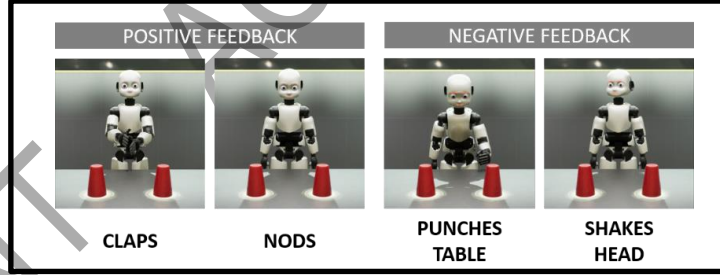 POSITIVE FEEDBACK
NEGATIVE FEEDBACK
CLAPS
NODS
PUNCHES
TABLE
SHAKES
HEAD